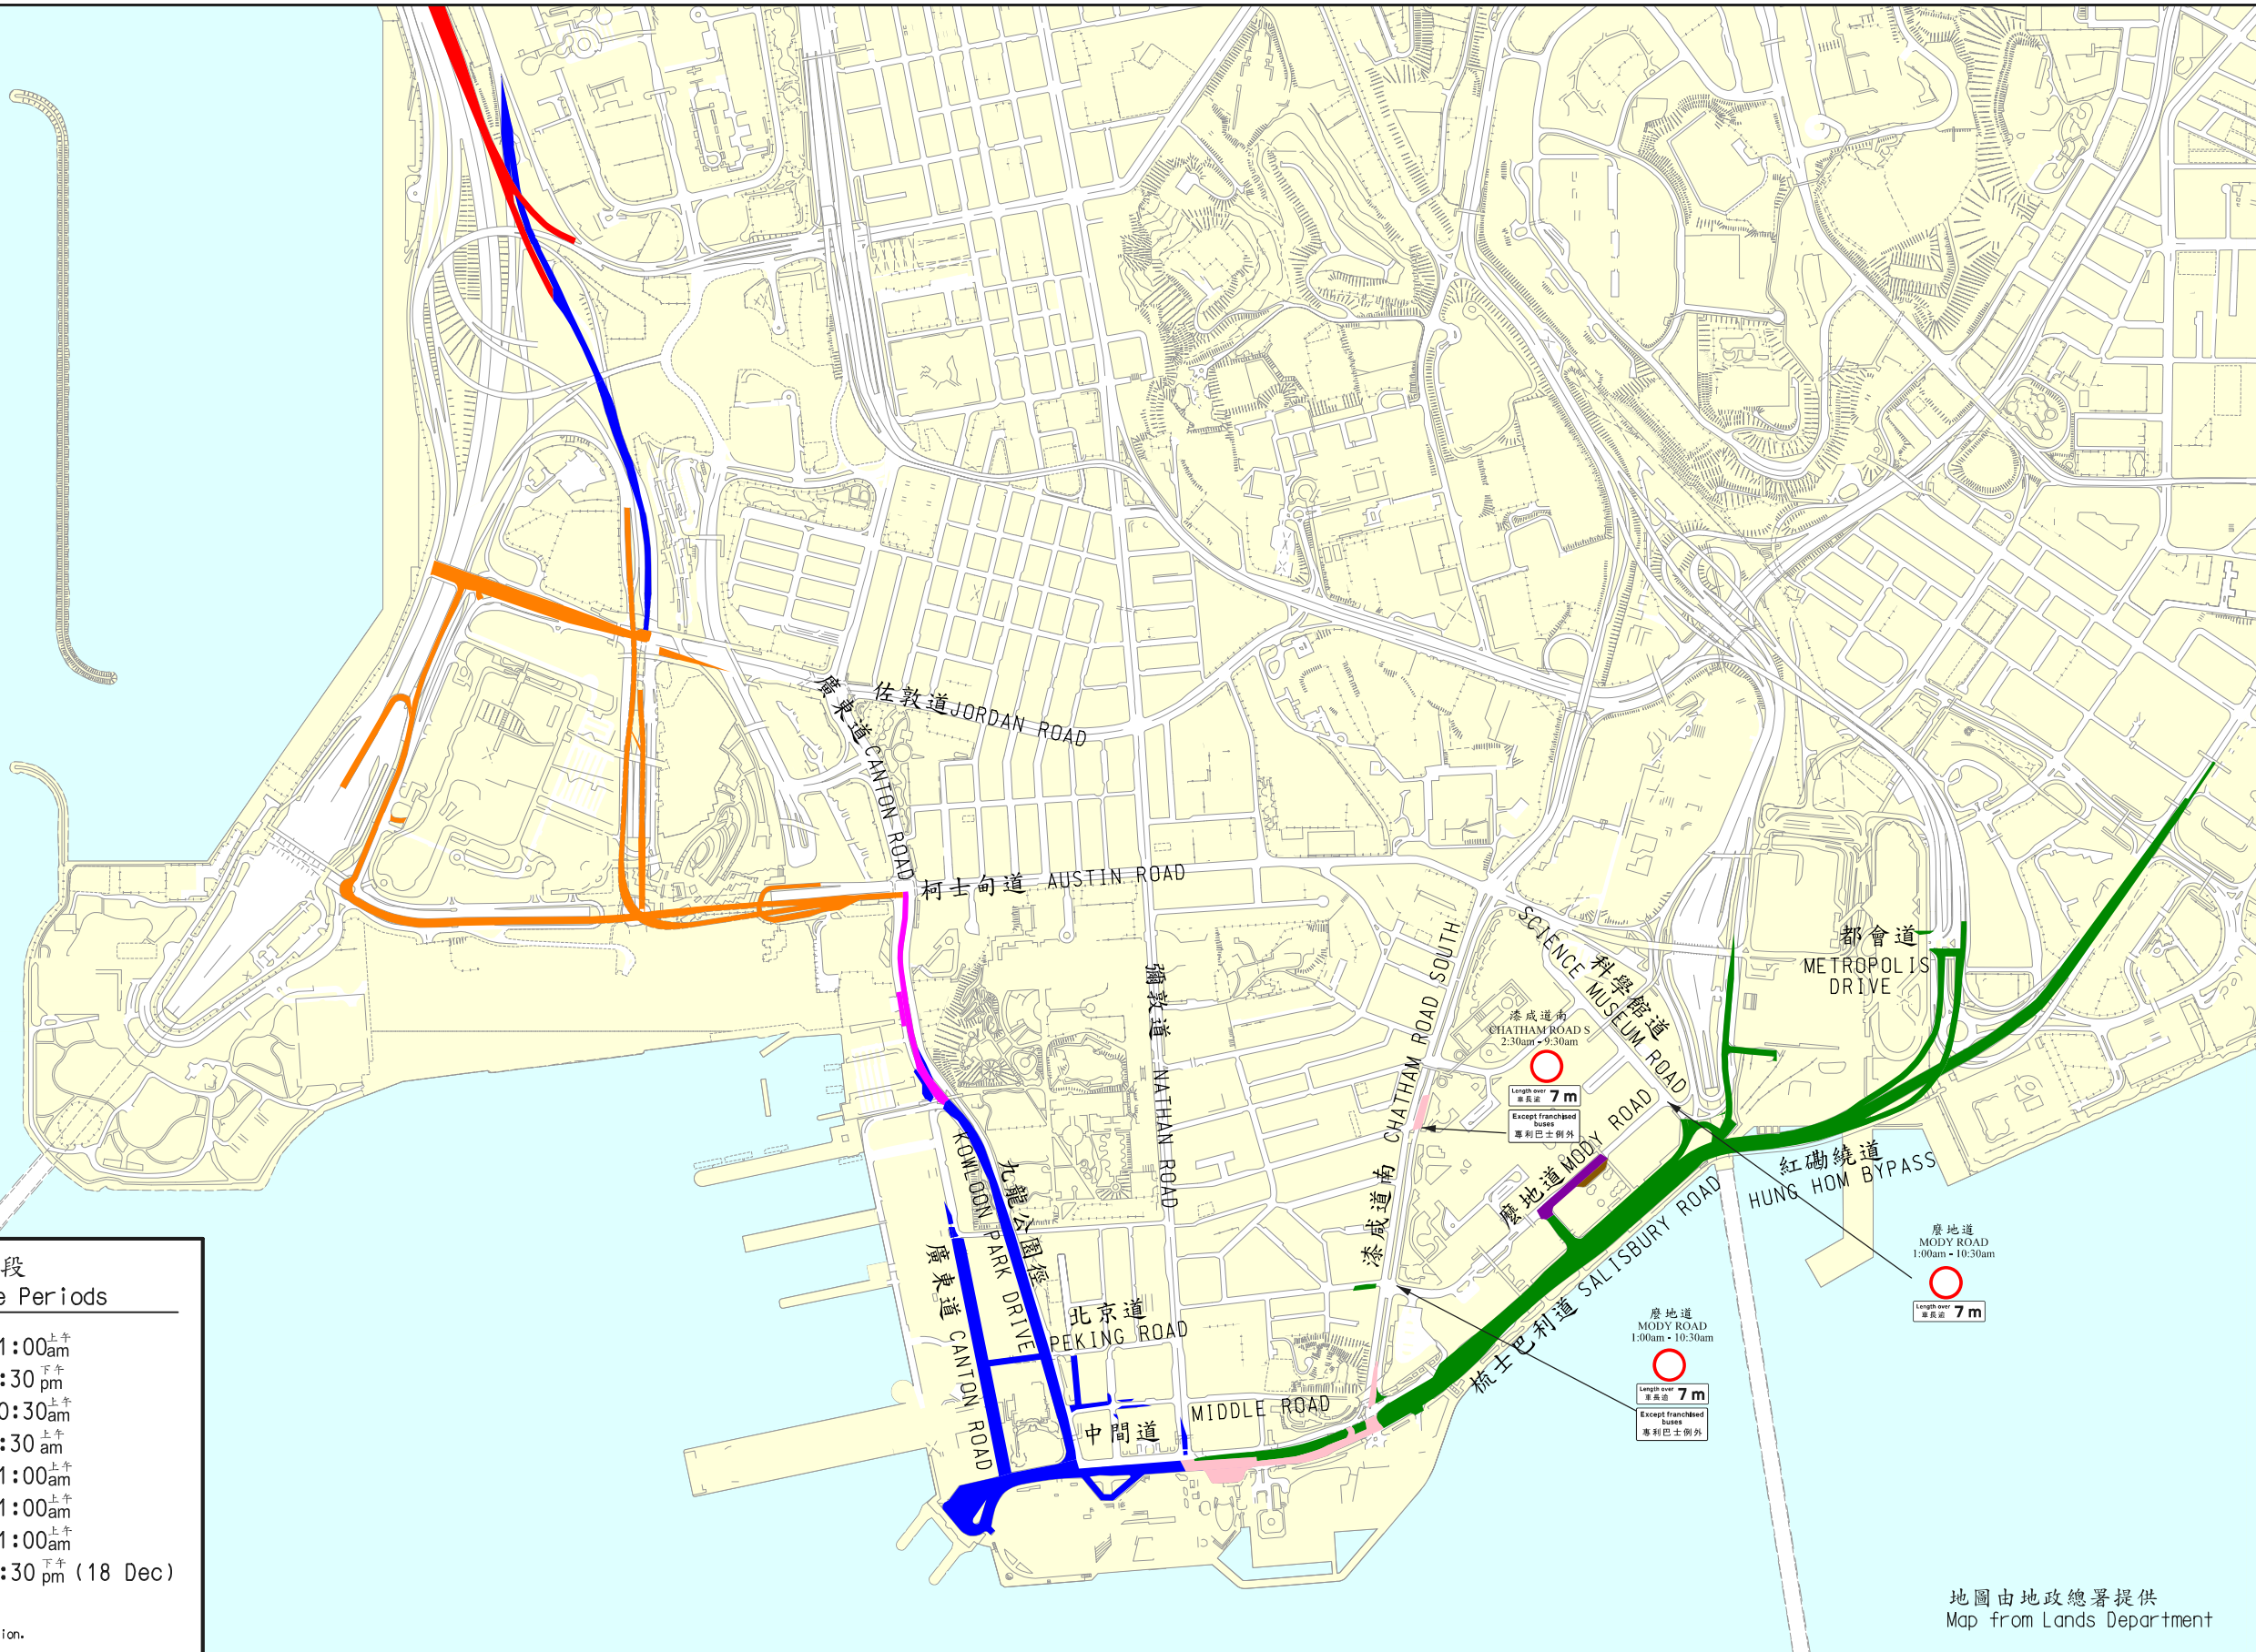 佐敦道 JORDAN ROAD
廣東道 CANTON ROAD
柯士甸道 AUSTIN ROAD
彌敦道 NATHAN ROAD
漆咸道南 CHATHAM ROAD SOUTH
科學館道
SCIENCE MUSEUM ROAD
都會道
METROPOLIS
DRIVE
漆咸道南
CHATHAM ROAD S
2:30am - 9:30am
Length over 7 m
車長逾
Except franchised
buses
專利巴士例外
麼地道 MODY ROAD
紅磡繞道
HUNG HOM BYPASS
梳士巴利道 SALISBURY ROAD
九龍公園徑
KOWLOON PARK DRIVE
廣東道 CANTON ROAD
北京道
PEKING ROAD
中間道
MIDDLE ROAD
麼地道
MODY ROAD
1:00am - 10:30am
Length over 7 m
車長逾
麼地道
MODY ROAD
1:00am - 10:30am
Length over 7 m
車長逾
Except franchised
buses
專利巴士例外
段
e Periods
1:00 上午 am
:30 下午 pm
0:30 上午 am
:30 上午 am
1:00 上午 am
1:00 上午 am
1:00 上午 am
:30 下午 pm (18 Dec)
ion.
地圖由地政總署提供
Map from Lands Department